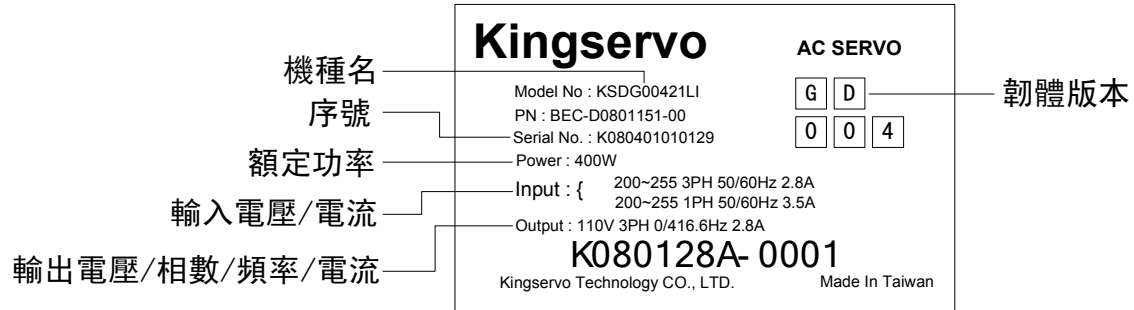 Kingservo
AC SERVO
機種名
Model No : KSDG00421LI
G D
韌體版本
PN : BEC-D0801151-00
序號
Serial No. : K080401010129
0 0 4
額定功率
Power : 400W
輸入電壓/電流
Input : {
200~255 3PH 50/60Hz 2.8A
200~255 1PH 50/60Hz 3.5A
輸出電壓/相數/頻率/電流
Output : 110V 3PH 0/416.6Hz 2.8A
K080128A- 0001
Kingservo Technology CO., LTD.
Made In Taiwan